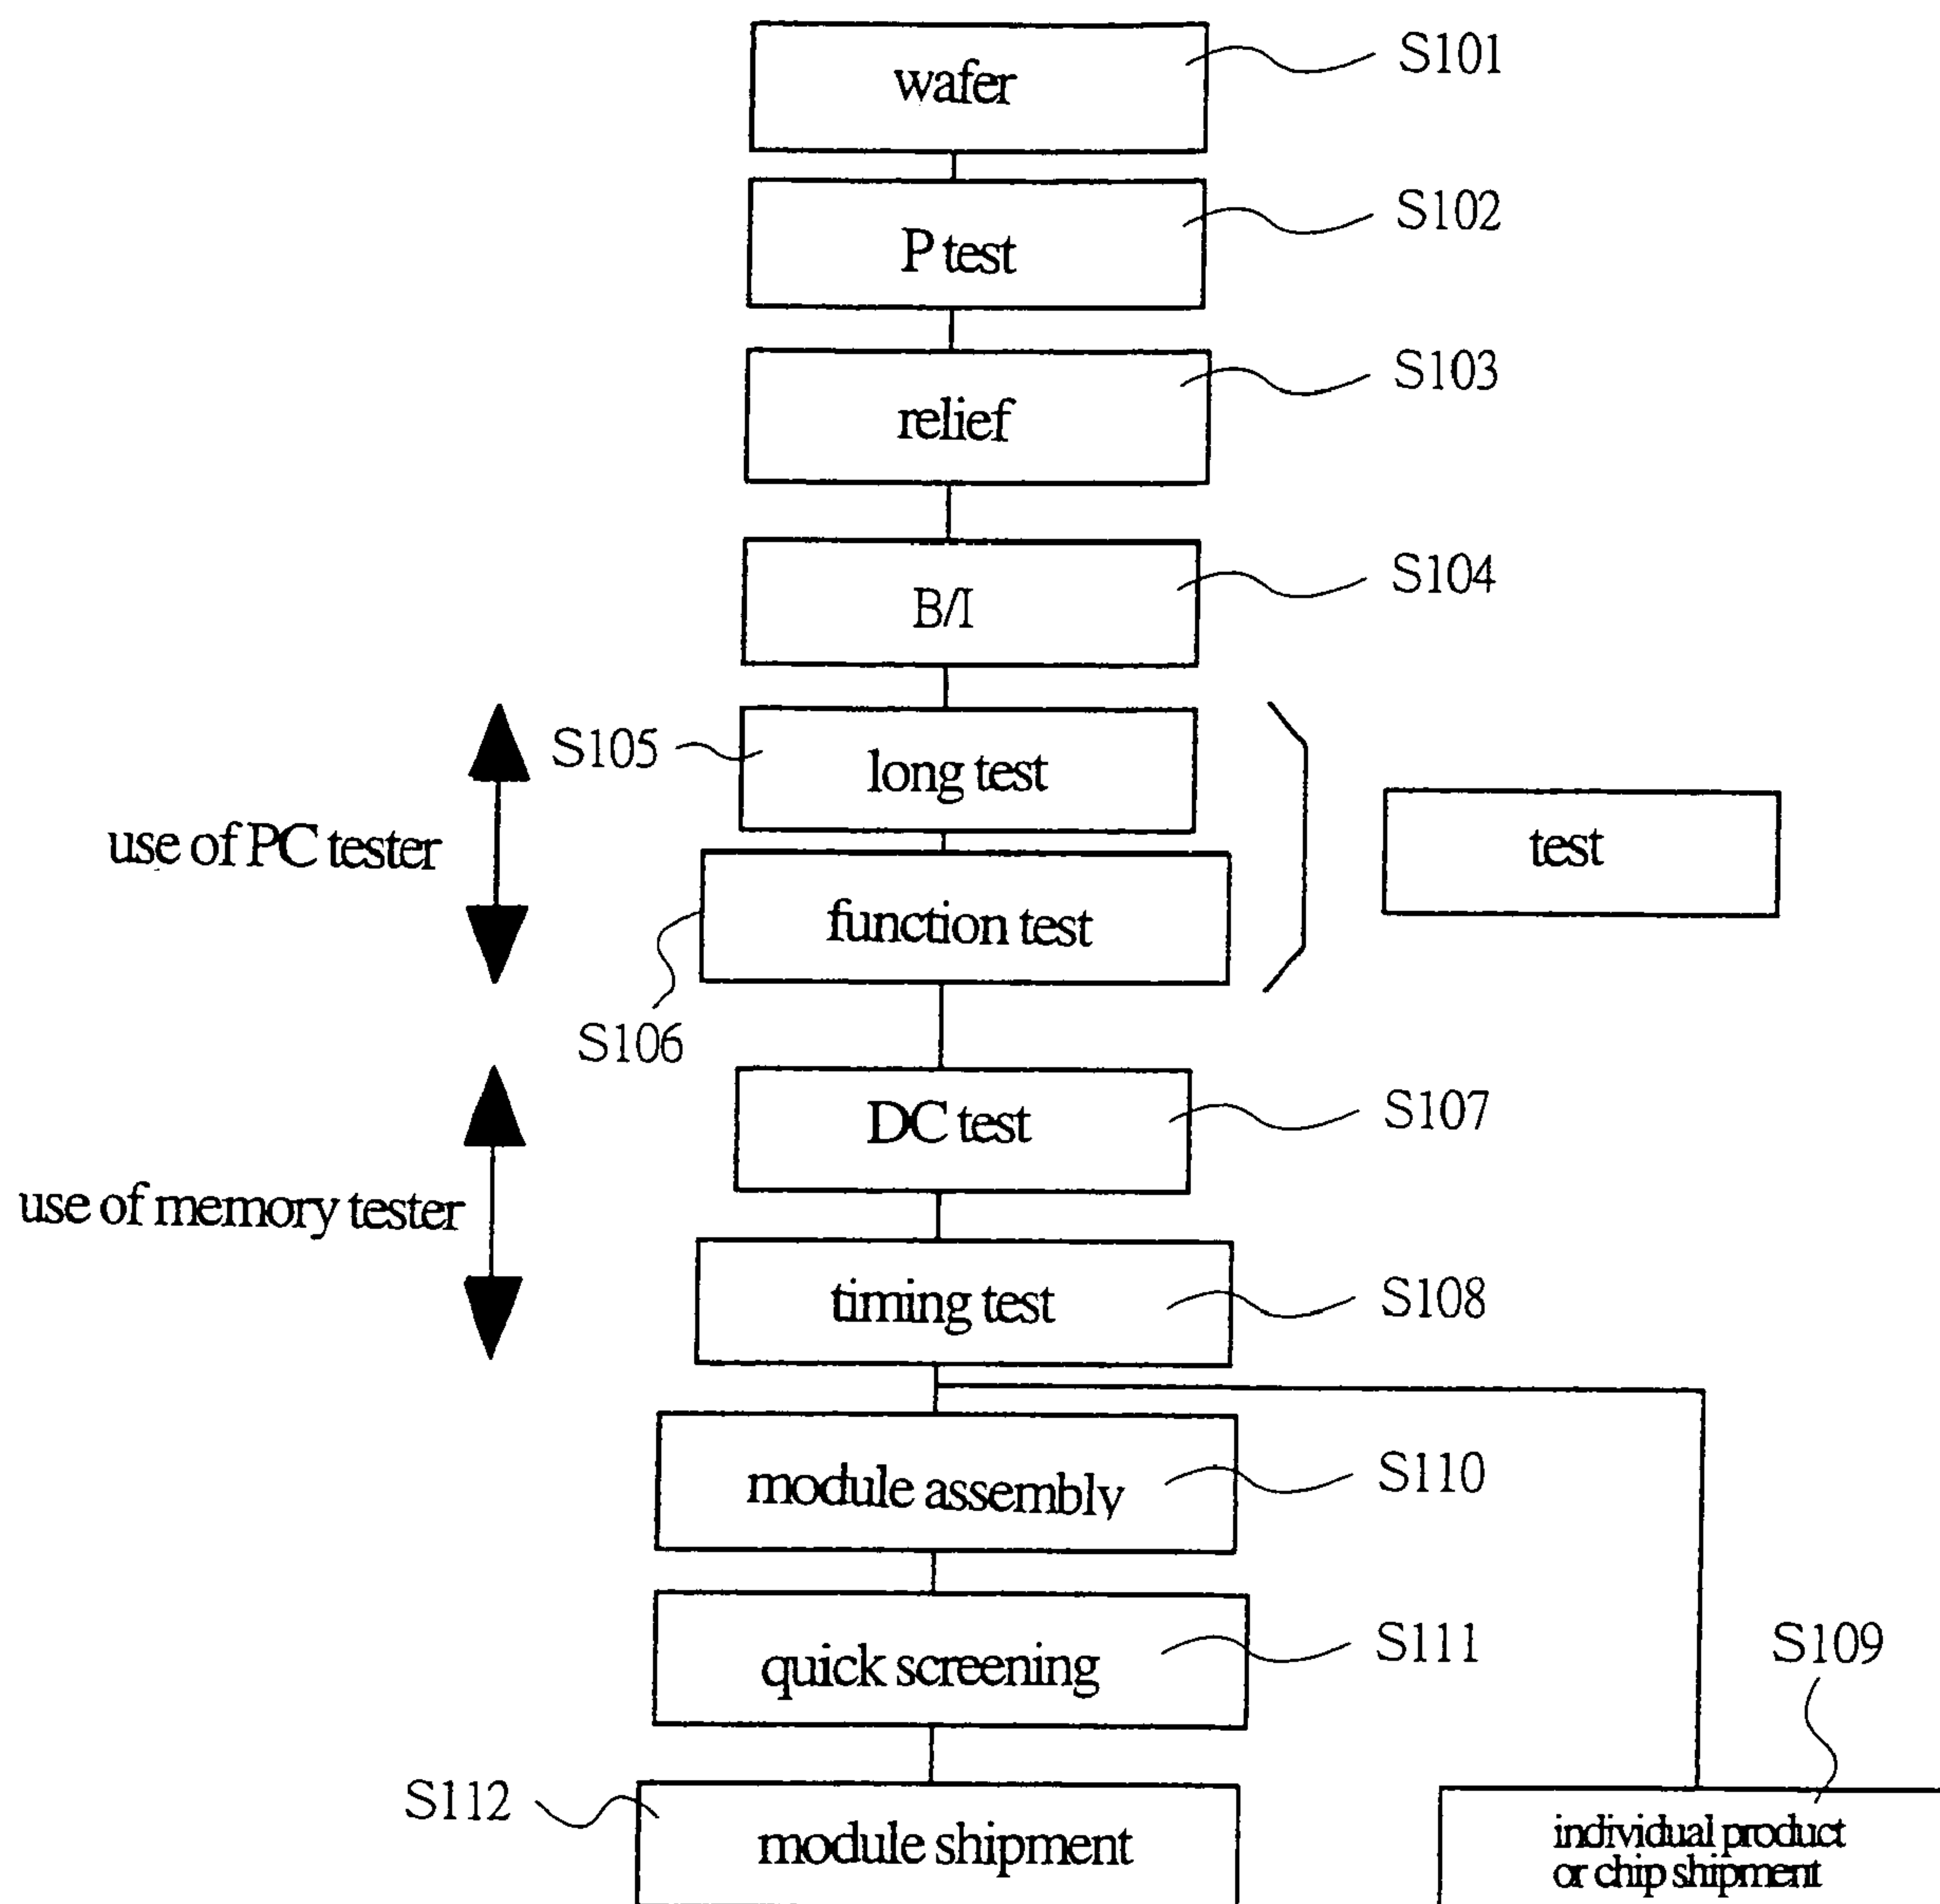 wafer
S101
P test
S102
relief
S103
B/I
S104
S105
long test
use of PC tester
test
function test
S106
DC test
S107
use of memory tester
timing test
S108
module assembly
S110
quick screening
S111
S109
S112
module shipment
individual product
or chip shipment